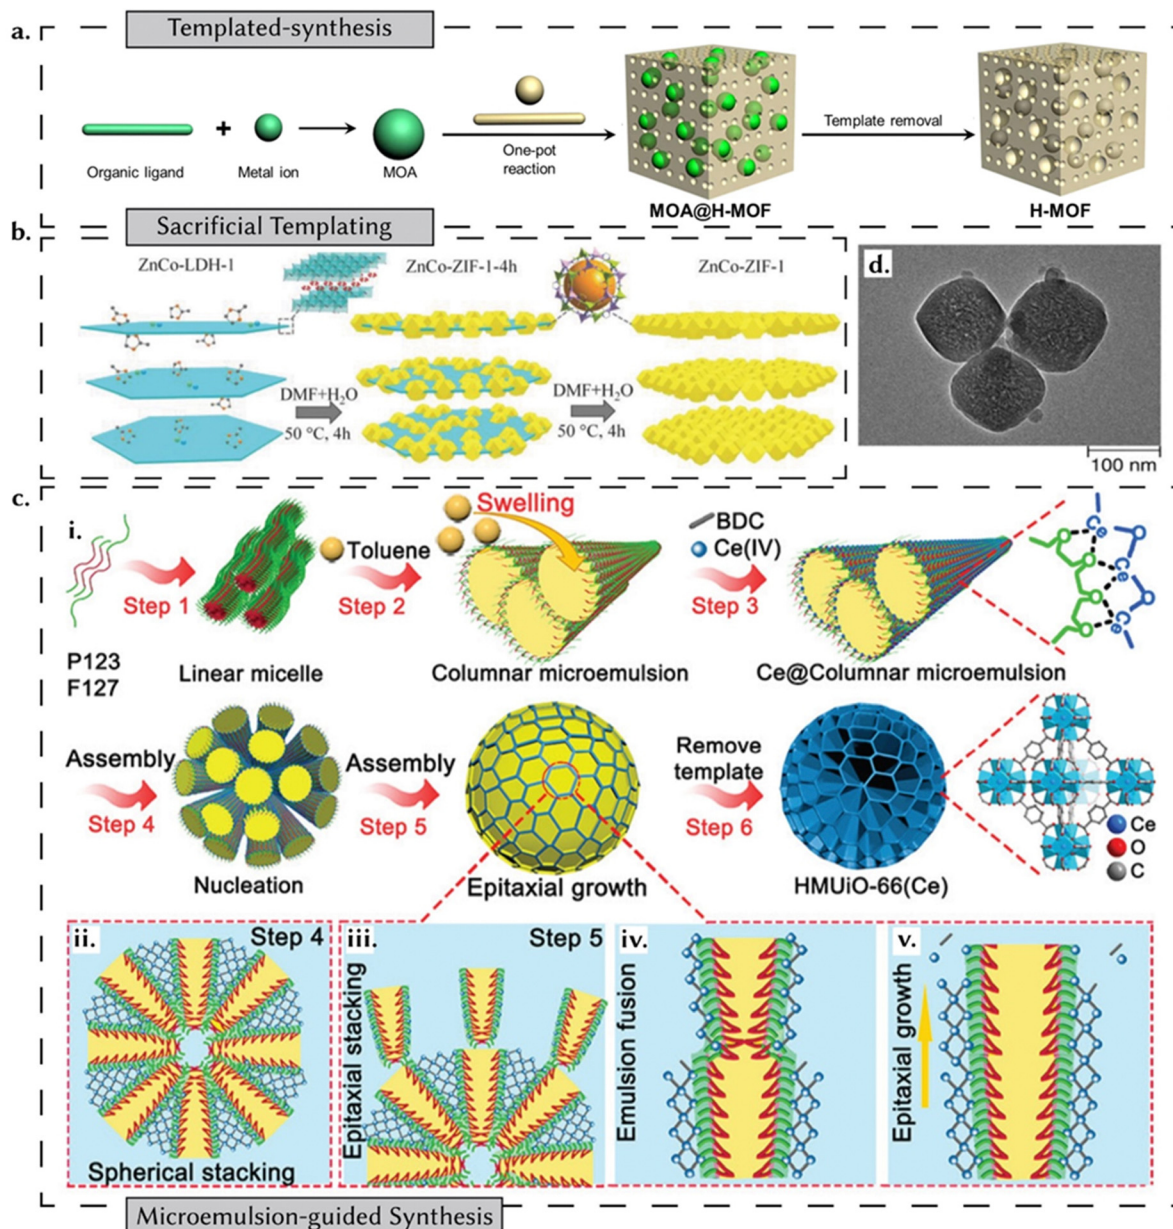 a.
Templated-synthesis
+
Organic ligand
Metal ion
MOA
One-pot
reaction
MOA@H-MOF
Template removal
H-MOF
b.
Sacrificial Templating
ZnCo-LDH-1
ZnCo-ZIF-1-4h
ZnCo-ZIF-1
DMF+H₂O
50 °C, 4h
DMF+H₂O
50 °C, 4h
d.
100 nm
c.
i.
P123
F127
Step 1
Linear micelle
Toluene
Step 2
Swelling
Columnar microemulsion
BDC
Ce(IV)
Step 3
Ce@Columnar microemulsion
Ce
O
O
Ce
O
O
O
Ce
O
Assembly
Step 4
Nucleation
Assembly
Step 5
Epitaxial growth
Remove
template
Step 6
HMUiO-66(Ce)
Ce
O
C
ii.
Step 4
Spherical stacking
iii.
Step 5
Epitaxial stacking
iv.
Emulsion fusion
v.
Epitaxial growth
Microemulsion-guided Synthesis